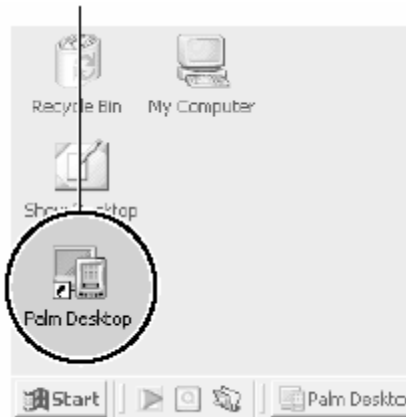 Recycle Bin My Computer
Show Desktop
Palm Desktop
Start Palm Deskto